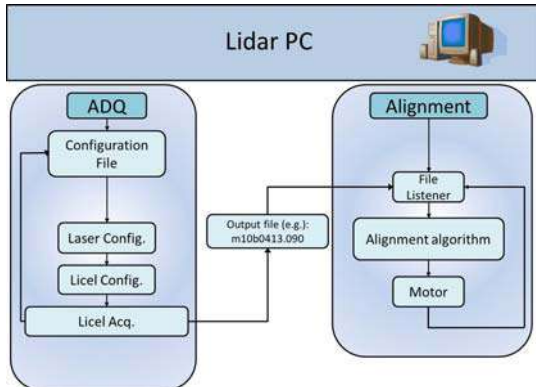 Lidar PC
ADQ
Configuration
File
Laser Config.
Licel Config.
Licel Acq.
Output file (e.g.):
m10b0413.090
Alignment
File
Listener
Alignment algorithm
Motor